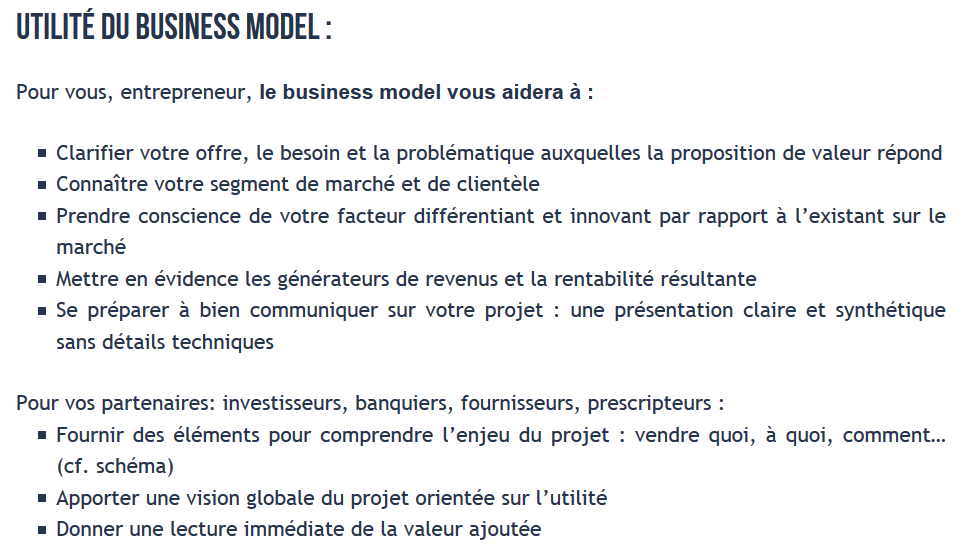 UTILITÉ DU BUSINESS MODEL :
Pour vous, entrepreneur, le business model vous aidera à :
▪ Clarifier votre offre, le besoin et la problématique auxquelles la proposition de valeur répond
▪ Connaître votre segment de marché et de clientèle
▪ Prendre conscience de votre facteur différentiant et innovant par rapport à l’existant sur le
marché
▪ Mettre en évidence les générateurs de revenus et la rentabilité résultante
▪ Se préparer à bien communiquer sur votre projet : une présentation claire et synthétique
sans détails techniques
Pour vos partenaires: investisseurs, banquiers, fournisseurs, prescripteurs :
▪ Fournir des éléments pour comprendre l’enjeu du projet : vendre quoi, à quoi, comment…
(cf. schéma)
▪ Apporter une vision globale du projet orientée sur l’utilité
▪ Donner une lecture immédiate de la valeur ajoutée